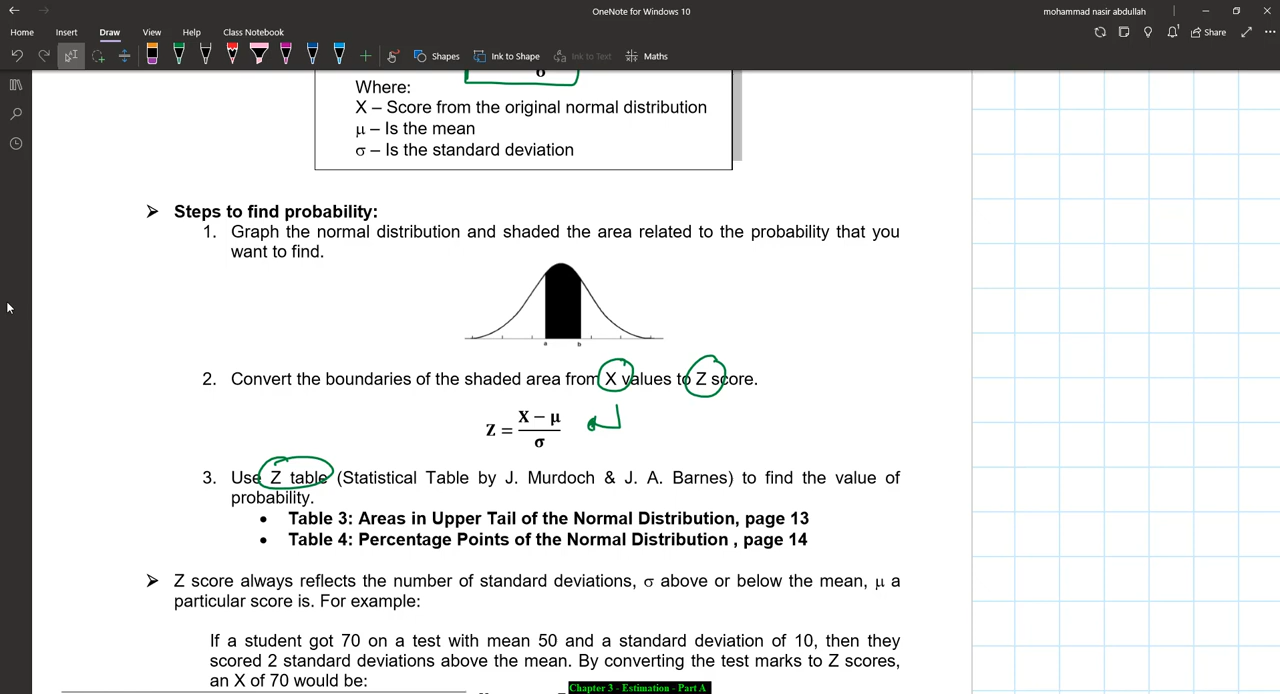 OneNote for Windows 10
mohammad nasir abdullah
Home Insert Draw View Help Class Notebook
Shapes Ink to Shape Ink to Text Maths Share
σ
Where:
X – Score from the original normal distribution
μ – Is the mean
σ – Is the standard deviation
➢ Steps to find probability:
1. Graph the normal distribution and shaded the area related to the probability that you
want to find.
a b
2. Convert the boundaries of the shaded area from X values to Z score.
Z = (X − μ) / σ
3. Use Z table (Statistical Table by J. Murdoch & J. A. Barnes) to find the value of
probability.
• Table 3: Areas in Upper Tail of the Normal Distribution, page 13
• Table 4: Percentage Points of the Normal Distribution , page 14
➢ Z score always reflects the number of standard deviations, σ above or below the mean, μ a
particular score is. For example:
If a student got 70 on a test with mean 50 and a standard deviation of 10, then they
scored 2 standard deviations above the mean. By converting the test marks to Z scores,
an X of 70 would be:
Chapter 3 - Estimation - Part A